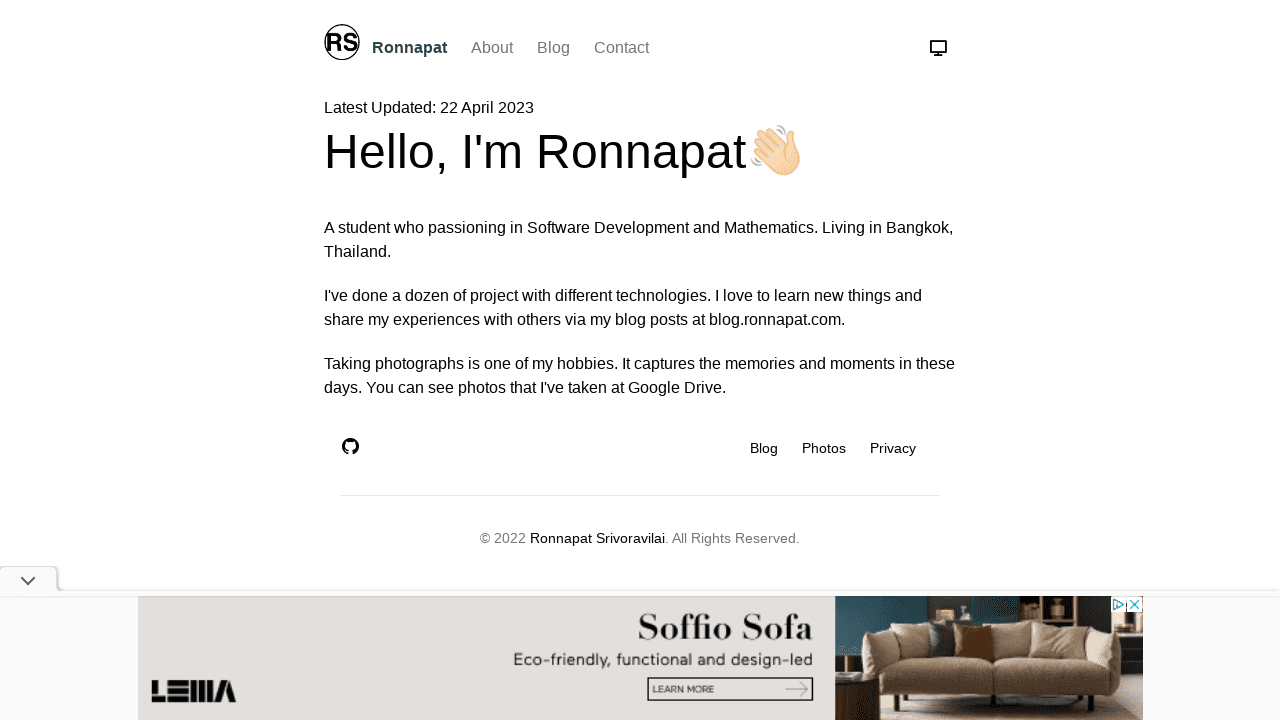 RS
Ronnapat About Blog Contact
Latest Updated: 22 April 2023
Hello, I'm Ronnapat👋🏻
A student who passioning in Software Development and Mathematics. Living in Bangkok,
Thailand.
I've done a dozen of project with different technologies. I love to learn new things and
share my experiences with others via my blog posts at blog.ronnapat.com.
Taking photographs is one of my hobbies. It captures the memories and moments in these
days. You can see photos that I've taken at Google Drive.
Blog Photos Privacy
© 2022 Ronnapat Srivoravilai. All Rights Reserved.
Soffio Sofa
Eco-friendly, functional and design-led
LEARN MORE
LEMA